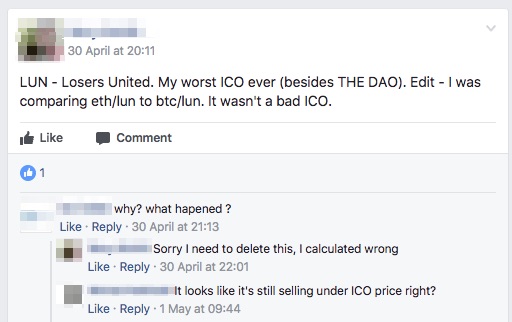 30 April at 20:11
LUN - Losers United. My worst ICO ever (besides THE DAO). Edit - I was
comparing eth/lun to btc/lun. It wasn't a bad ICO.
Like Comment
1
why? what hapened ?
Like · Reply · 30 April at 21:13
Sorry I need to delete this, I calculated wrong
Like · Reply · 30 April at 22:01
It looks like it's still selling under ICO price right?
Like · Reply · 1 May at 09:44